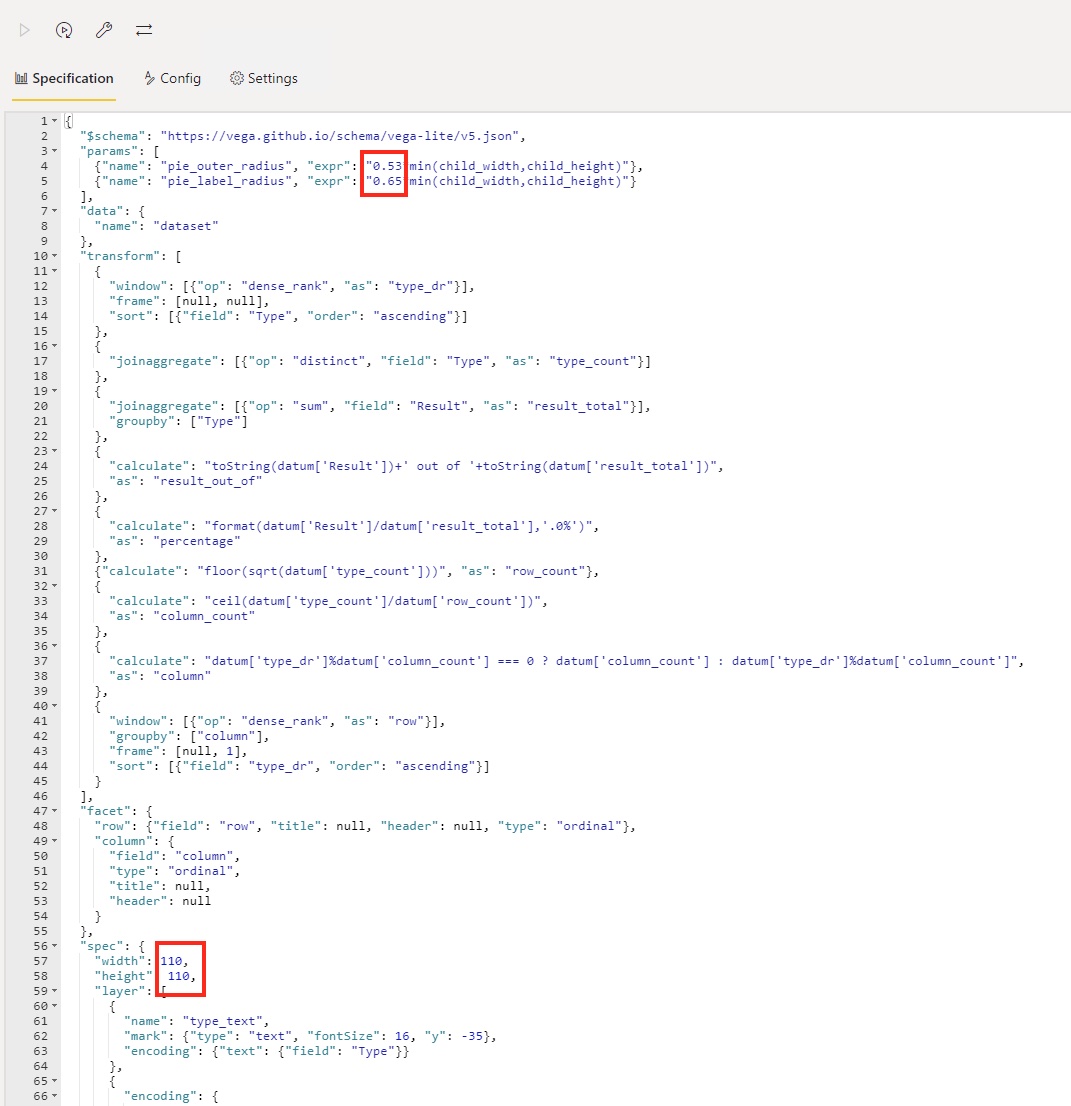 Specification Config Settings
1 {
2 "$schema": "https://vega.github.io/schema/vega-lite/v5.json",
3 "params": [
4 {"name": "pie_outer_radius", "expr": "0.53 min(child_width,child_height)"},
5 {"name": "pie_label_radius", "expr": "0.65 min(child_width,child_height)"}
6 ],
7 "data": {
8 "name": "dataset"
9 },
10 "transform": [
11 {
12 "window": [{"op": "dense_rank", "as": "type_dr"}],
13 "frame": [null, null],
14 "sort": [{"field": "Type", "order": "ascending"}]
15 },
16 {
17 "joinaggregate": [{"op": "distinct", "field": "Type", "as": "type_count"}]
18 },
19 {
20 "joinaggregate": [{"op": "sum", "field": "Result", "as": "result_total"}],
21 "groupby": ["Type"]
22 },
23 {
24 "calculate": "toString(datum['Result'])+' out of '+toString(datum['result_total'])",
25 "as": "result_out_of"
26 },
27 {
28 "calculate": "format(datum['Result']/datum['result_total'],'.0%')",
29 "as": "percentage"
30 },
31 {"calculate": "floor(sqrt(datum['type_count']))", "as": "row_count"},
32 {
33 "calculate": "ceil(datum['type_count']/datum['row_count'])",
34 "as": "column_count"
35 },
36 {
37 "calculate": "datum['type_dr']%datum['column_count'] === 0 ? datum['column_count'] : datum['type_dr']%datum['column_count']",
38 "as": "column"
39 },
40 {
41 "window": [{"op": "dense_rank", "as": "row"}],
42 "groupby": ["column"],
43 "frame": [null, 1],
44 "sort": [{"field": "type_dr", "order": "ascending"}]
45 }
46 ],
47 "facet": {
48 "row": {"field": "row", "title": null, "header": null, "type": "ordinal"},
49 "column": {
50 "field": "column",
51 "type": "ordinal",
52 "title": null,
53 "header": null
54 }
55 },
56 "spec": {
57 "width": 110,
58 "height" 110,
59 "layer": [
60 {
61 "name": "type_text",
62 "mark": {"type": "text", "fontSize": 16, "y": -35},
63 "encoding": {"text": {"field": "Type"}}
64 },
65 {
66 "encoding": {